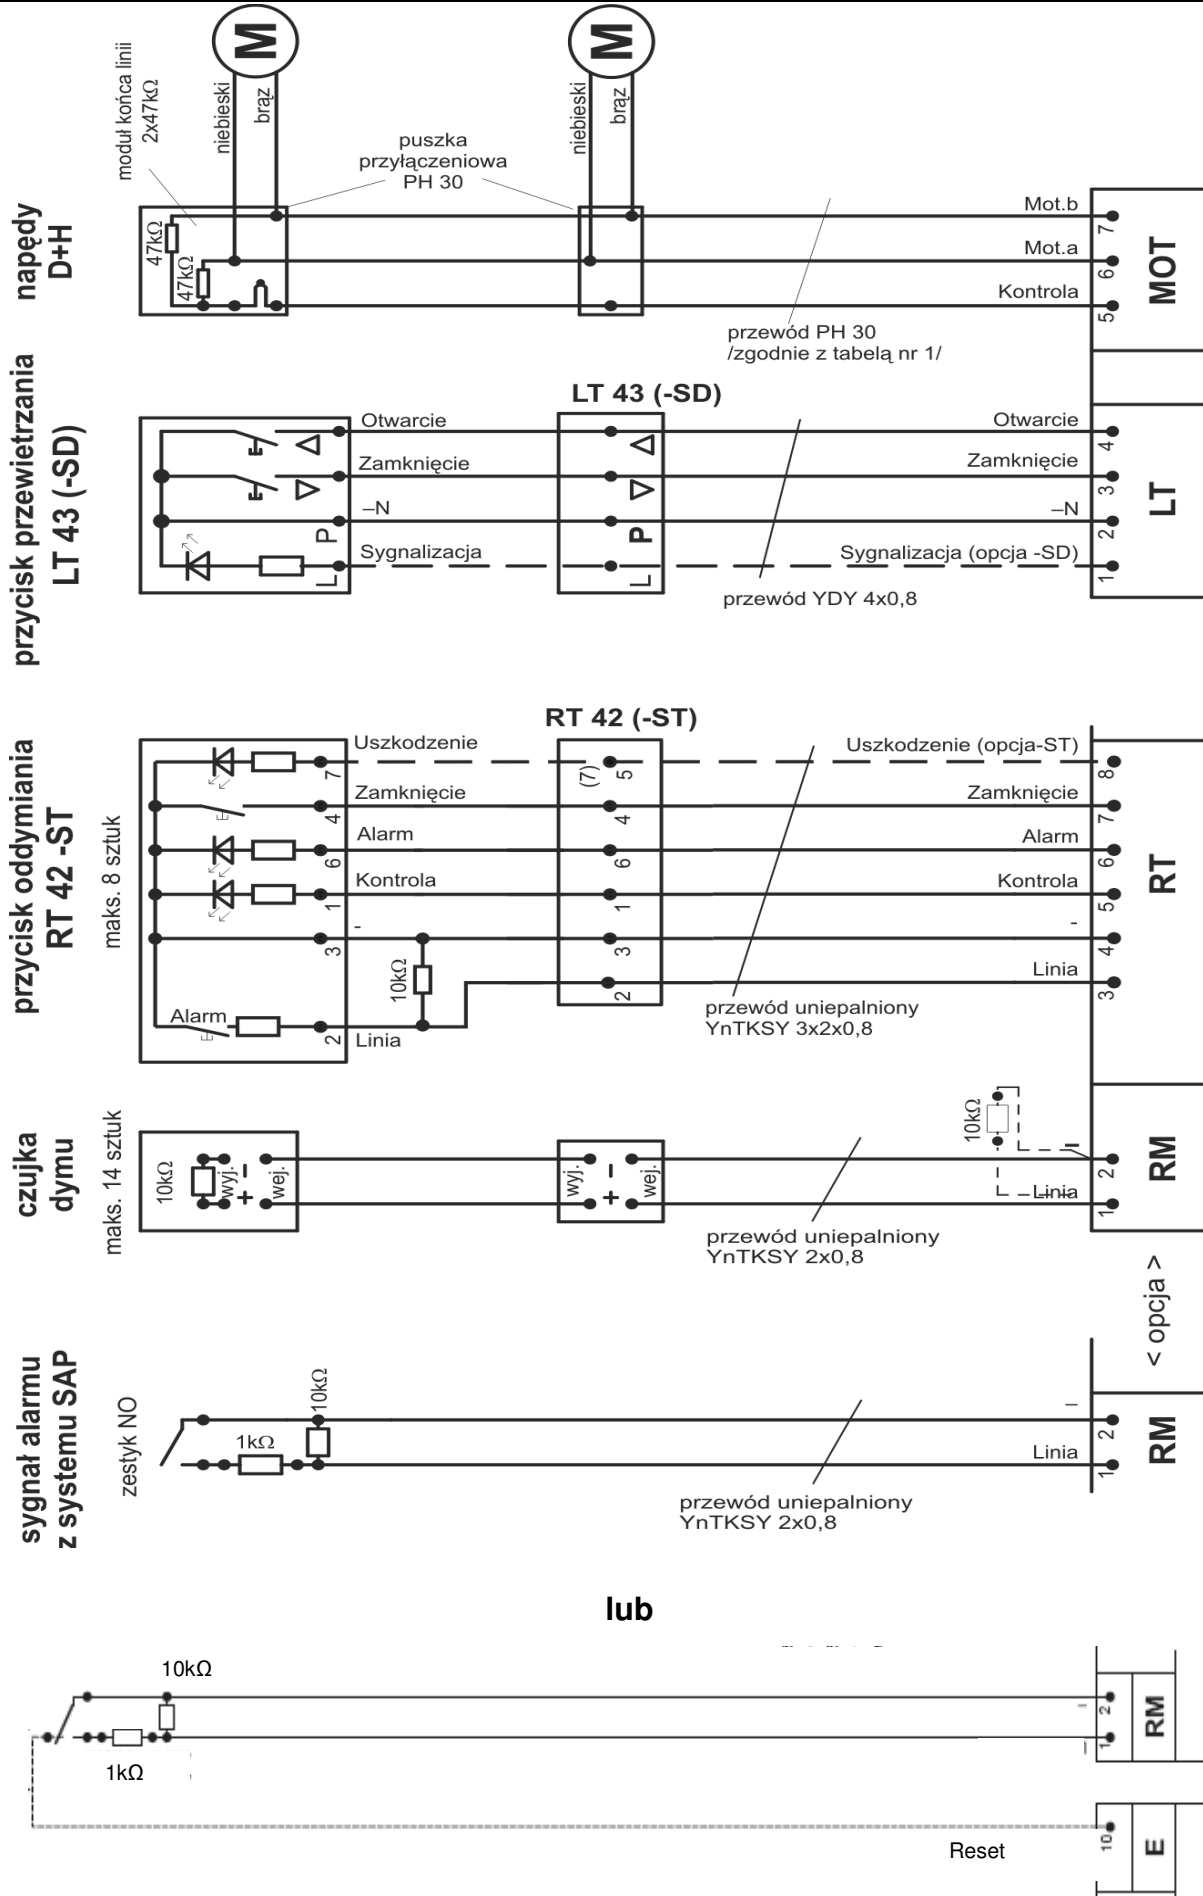 M
M
moduł końca linii
2x47kΩ
niebieski
brąz
niebieski
brąz
puszka
przyłączeniowa
PH 30
napędy
D+H
47kΩ
47kΩ
Mot.b
7
Mot.a
6
Kontrola
5
MOT
przewód PH 30
/zgodnie z tabelą nr 1/
przycisk przewietrzania
LT 43 (-SD)
LT 43 (-SD)
Otwarcie
Otwarcie
4
Zamknięcie
Zamknięcie
3
–N
–N
2
P
P
Sygnalizacja
Sygnalizacja (opcja -SD)
1
L
L
LT
przewód YDY 4x0,8
RT 42 (-ST)
przycisk oddymiania
RT 42 -ST
maks. 8 sztuk
Uszkodzenie
Uszkodzenie (opcja-ST)
7
(7)
5
8
Zamknięcie
Zamknięcie
4
4
7
Alarm
Alarm
6
6
6
Kontrola
Kontrola
1
1
5
-
-
3
3
4
10kΩ
Linia
2
3
Alarm
2
Linia
RT
przewód uniepalniony
YnTKSY 3x2x0,8
czujka
dymu
maks. 14 sztuk
10kΩ
wyj.
– +
wej.
wyj.
– +
wej.
10kΩ
–
2
Linia
1
RM
przewód uniepalniony
YnTKSY 2x0,8
< opcja >
sygnał alarmu
z systemu SAP
zestyk NO
10kΩ
1kΩ
–
2
Linia
1
RM
przewód uniepalniony
YnTKSY 2x0,8
lub
10kΩ
1kΩ
–
2
1
RM
Reset
10
E